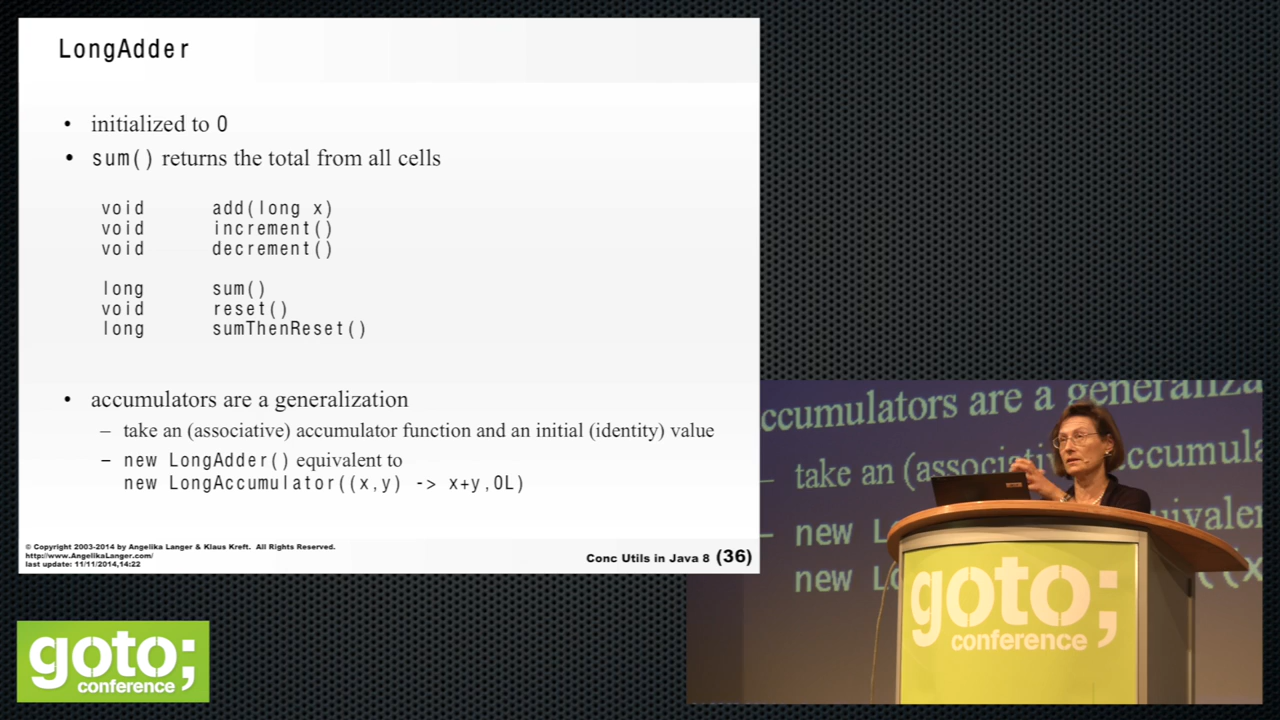 LongAdder
• initialized to 0
• sum() returns the total from all cells
void add(long x)
void increment()
void decrement()
long sum()
void reset()
long sumThenReset()
• accumulators are a generalization
– take an (associative) accumulator function and an initial (identity) value
– new LongAdder() equivalent to
new LongAccumulator((x,y) -> x+y,0L)
© Copyright 2003-2014 by Angelika Langer & Klaus Kreft. All Rights Reserved.
http://www.AngelikaLanger.com/
last update: 11/11/2014,14:22
Conc Utils in Java 8 (36)
ccumulators are a generaliza
– take an (associativ ccumula
– new L uivaler
new Lo ((x
goto;
conference
goto;
conference